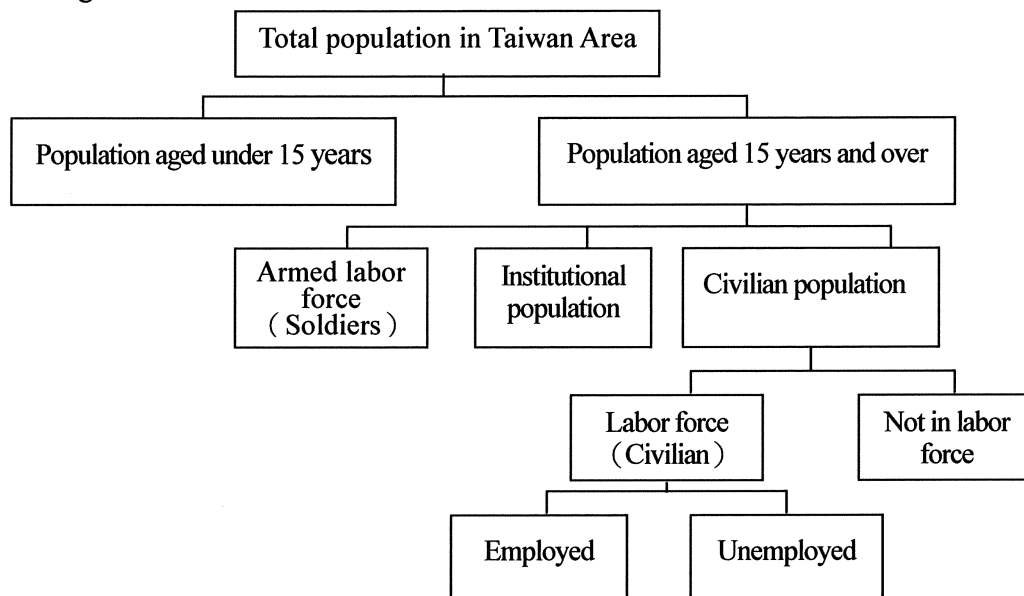 Total population in Taiwan Area
Population aged under 15 years
Population aged 15 years and over
Armed labor
force
（Soldiers）
Institutional
population
Civilian population
Labor force
（Civilian）
Not in labor
force
Employed
Unemployed